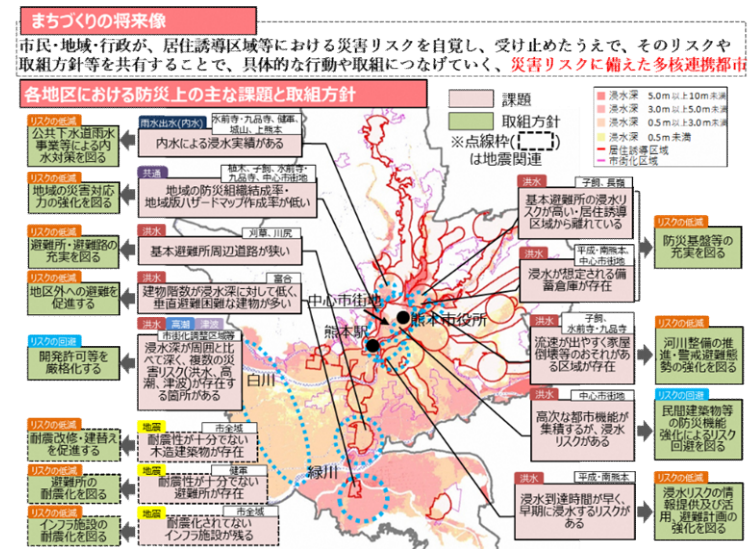 まちづくりの将来像
市民・地域・行政が、居住誘導区域等における災害リスクを自覚し、受け止めたうえで、そのリスクや
取組方針等を共有することで、具体的な行動や取組につなげていく、災害リスクに備えた多核連携都市
各地区における防災上の主な課題と取組方針
課題
取組方針
※点線枠( )
は地震関連
浸水深 5.0m以上10m未満
浸水深 3.0m以上5.0m未満
浸水深 0.5m以上3.0m未満
浸水深 0.5m未満
居住誘導区域
市街化区域
リスクの低減
公共下水道雨水
事業等による内
水対策を図る
雨水出水(内水)
水前寺・九品寺、健軍、
城山、上熊本
内水による浸水実績がある
リスクの低減
地域の災害対応
力の強化を図る
共通
植木、子飼、水前寺・
九品寺、中心市街地
地域の防災組織結成率・
地域版ハザードマップ作成率が低い
リスクの低減
避難所・避難路の
充実を図る
洪水
刈草、川尻
基本避難所周辺道路が狭い
リスクの低減
地区外への避難を
促進する
洪水
富合
建物階数が浸水深に対して低く、
垂直避難困難な建物が多い
リスクの回避
開発許可等を
厳格化する
洪水
高潮
津波
市街化調整区域等
浸水深が周囲と比
べて深く、複数の災
害リスク(洪水、高
潮、津波)が存在す
る箇所がある
リスクの低減
耐震改修・建替え
を促進する
地震
市全域
耐震性が十分でない
木造建築物が存在
リスクの低減
避難所の
耐震化を図る
地震
健軍
耐震性が十分でない
避難所が存在
リスクの低減
インフラ施設の
耐震化を図る
地震
市全域
耐震化されてない
インフラ施設が残る
中心市街地
熊本市役所
熊本駅
白川
緑川
洪水
子飼、長嶺
基本避難所の浸水リ
スクが高い・居住誘導
区域から離れている
洪水
平成・南熊本、
中心市街地
浸水が想定される備
蓄倉庫が存在
リスクの低減
防災基盤等の
充実を図る
洪水
子飼、
水前寺・九品寺
流速が出やすく家屋
倒壊等のおそれがあ
る区域が存在
リスクの低減
河川整備の推
進・警戒避難態
勢の強化を図る
洪水
中心市街地
高次な都市機能が
集積するが、浸水
リスクがある
リスクの回避
民間建築物等
の防災機能
強化によるリスク
回避を図る
洪水
平成・南熊本
浸水到達時間が早く、
早期に浸水するリスクが
ある
リスクの低減
浸水リスクの情
報提供及び活
用、避難計画の
強化を図る